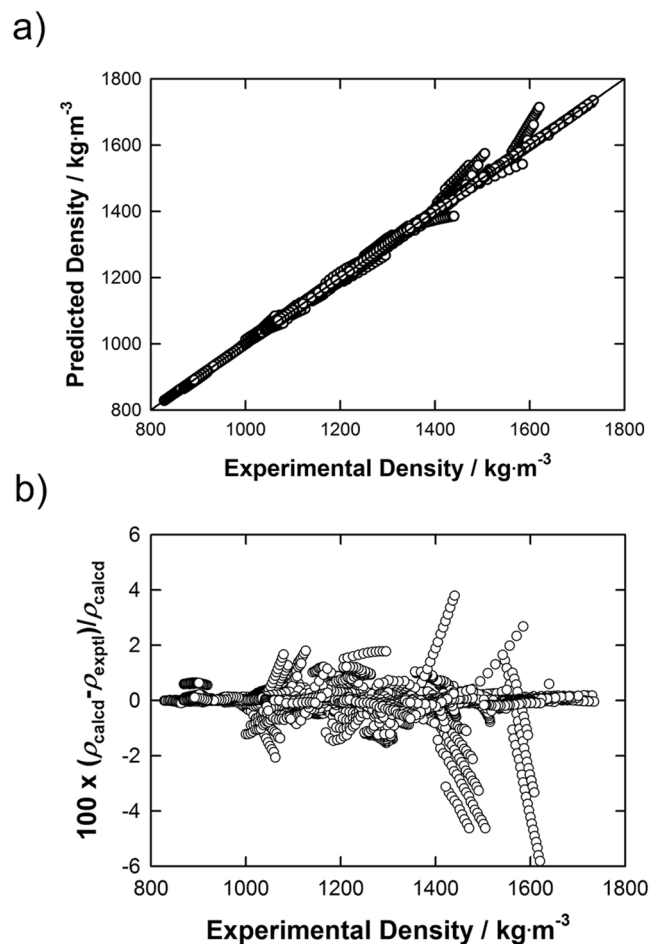 a)
1800
1600
1400
1200
1000
800
Predicted Density / kg·m⁻³
800 1000 1200 1400 1600 1800
Experimental Density / kg·m⁻³
b)
6
4
2
0
-2
-4
-6
100 x (ρcalcd-ρexptl)/ρcalcd
800 1000 1200 1400 1600 1800
Experimental Density / kg·m⁻³